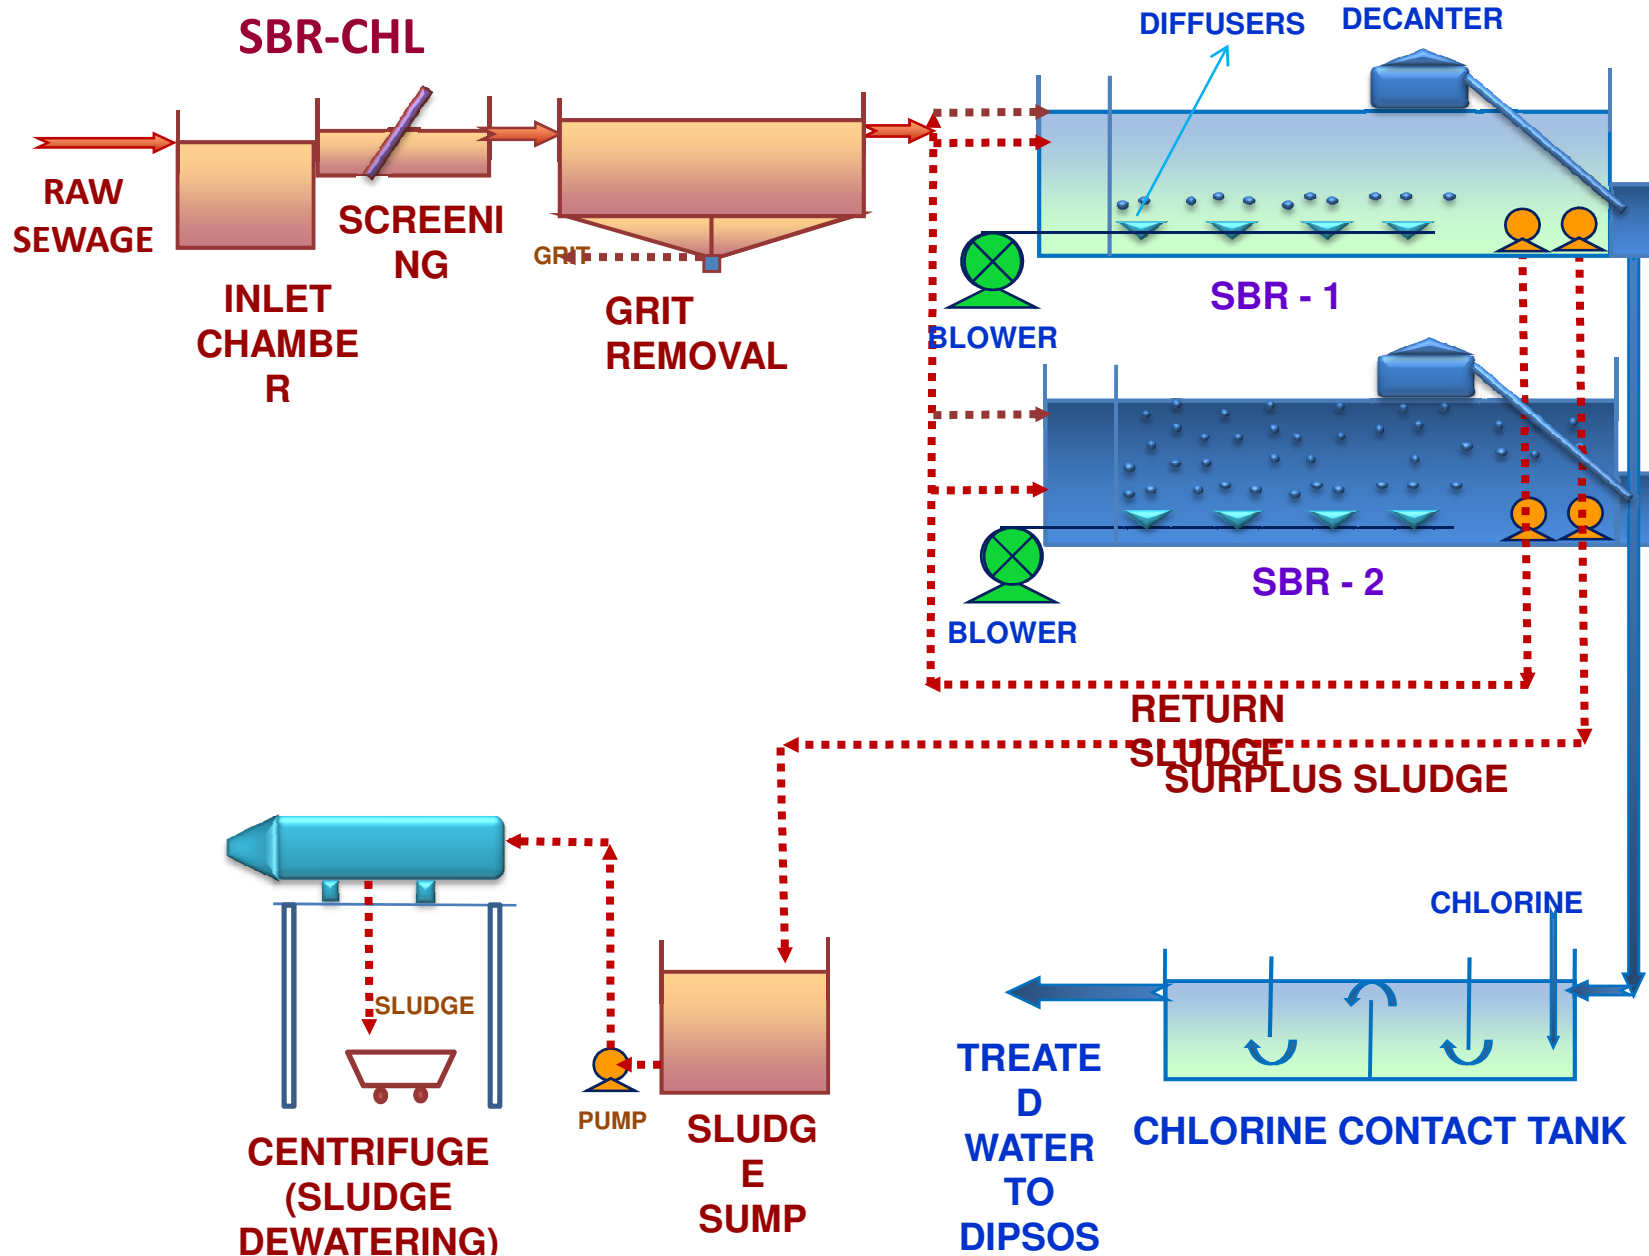 SBR-CHL
DIFFUSERS
DECANTER
RAW
SEWAGE
SCREENI
NG
GRIT
INLET
CHAMBE
R
GRIT
REMOVAL
BLOWER
SBR - 1
BLOWER
SBR - 2
RETURN
SLUDGE
SURPLUS SLUDGE
CHLORINE
SLUDGE
PUMP
CENTRIFUGE
(SLUDGE
DEWATERING)
SLUDG
E
SUMP
TREATE
D
WATER
TO
DIPSOS
CHLORINE CONTACT TANK